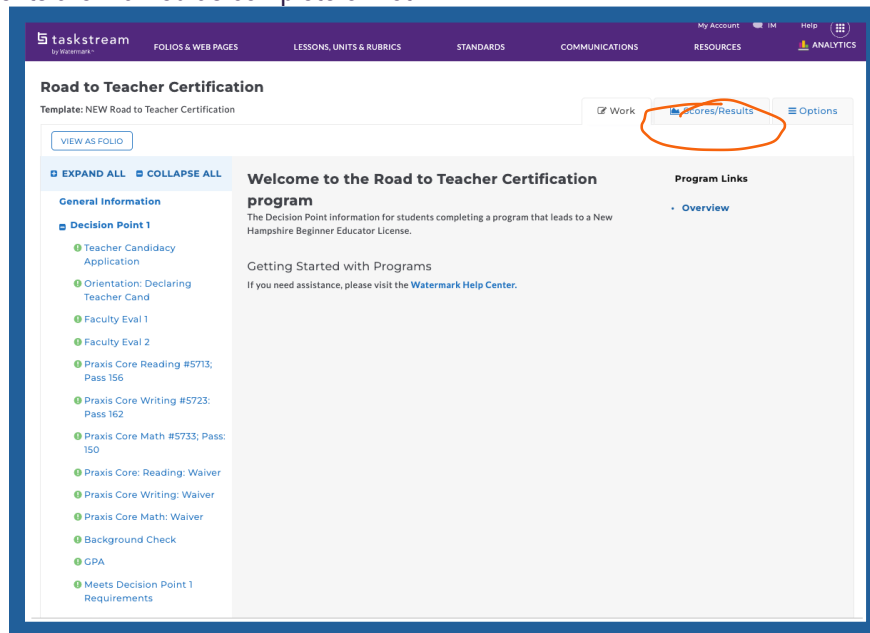 My Account IM Help
taskstream
by Watermark™
FOLIOS & WEB PAGES LESSONS, UNITS & RUBRICS STANDARDS COMMUNICATIONS RESOURCES ANALYTICS
Road to Teacher Certification
Template: NEW Road to Teacher Certification
Work Scores/Results Options
VIEW AS FOLIO
EXPAND ALL COLLAPSE ALL
General Information
Decision Point 1
Teacher Candidacy
Application
Orientation: Declaring
Teacher Cand
Faculty Eval 1
Faculty Eval 2
Praxis Core Reading #5713;
Pass 156
Praxis Core Writing #5723:
Pass 162
Praxis Core Math #5733; Pass:
150
Praxis Core: Reading: Waiver
Praxis Core Writing: Waiver
Praxis Core Math: Waiver
Background Check
GPA
Meets Decision Point 1
Requirements
Welcome to the Road to Teacher Certification
program
The Decision Point information for students completing a program that leads to a New
Hampshire Beginner Educator License.
Getting Started with Programs
If you need assistance, please visit the Watermark Help Center.
Program Links
• Overview